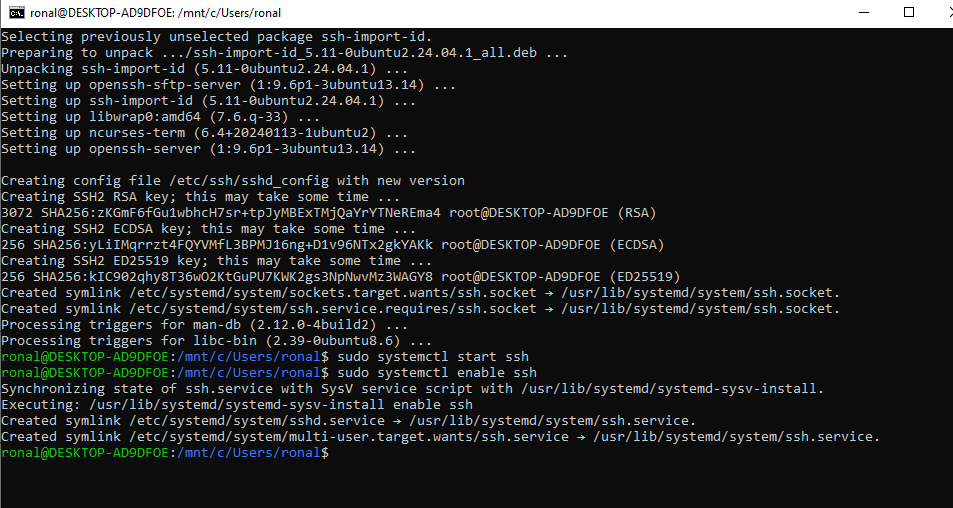 ronal@DESKTOP-AD9DFOE: /mnt/c/Users/ronal
Selecting previously unselected package ssh-import-id.
Preparing to unpack .../ssh-import-id_5.11-0ubuntu2.24.04.1_all.deb ...
Unpacking ssh-import-id (5.11-0ubuntu2.24.04.1) ...
Setting up openssh-sftp-server (1:9.6p1-3ubuntu13.14) ...
Setting up ssh-import-id (5.11-0ubuntu2.24.04.1) ...
Setting up libwrap0:amd64 (7.6.q-33) ...
Setting up ncurses-term (6.4+20240113-1ubuntu2) ...
Setting up openssh-server (1:9.6p1-3ubuntu13.14) ...

Creating config file /etc/ssh/sshd_config with new version
Creating SSH2 RSA key; this may take some time ...
3072 SHA256:zKGmF6fGu1wbhcH7sr+tpJyMBExTMjQaYrYTNeREma4 root@DESKTOP-AD9DFOE (RSA)
Creating SSH2 ECDSA key; this may take some time ...
256 SHA256:yLiIMqrrzt4FQYVMfL3BPMJ16ng+D1v96NTx2gkYAKk root@DESKTOP-AD9DFOE (ECDSA)
Creating SSH2 ED25519 key; this may take some time ...
256 SHA256:kIC902qhy8T36wO2KtGuPU7KWK2gs3NpNwvMz3WAGY8 root@DESKTOP-AD9DFOE (ED25519)
Created symlink /etc/systemd/system/sockets.target.wants/ssh.socket → /usr/lib/systemd/system/ssh.socket.
Created symlink /etc/systemd/system/ssh.service.requires/ssh.socket → /usr/lib/systemd/system/ssh.socket.
Processing triggers for man-db (2.12.0-4build2) ...
Processing triggers for libc-bin (2.39-0ubuntu8.6) ...
ronal@DESKTOP-AD9DFOE:/mnt/c/Users/ronal$ sudo systemctl start ssh
ronal@DESKTOP-AD9DFOE:/mnt/c/Users/ronal$ sudo systemctl enable ssh
Synchronizing state of ssh.service with SysV service script with /usr/lib/systemd/systemd-sysv-install.
Executing: /usr/lib/systemd/systemd-sysv-install enable ssh
Created symlink /etc/systemd/system/sshd.service → /usr/lib/systemd/system/ssh.service.
Created symlink /etc/systemd/system/multi-user.target.wants/ssh.service → /usr/lib/systemd/system/ssh.service.
ronal@DESKTOP-AD9DFOE:/mnt/c/Users/ronal$